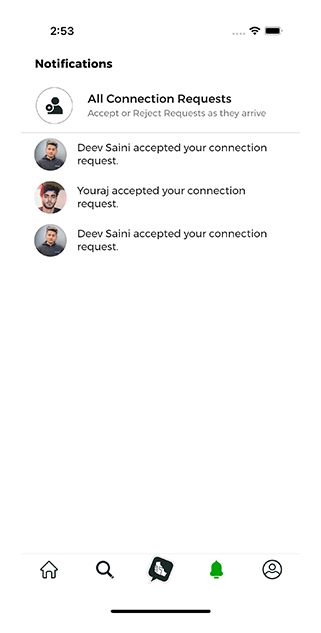 2:53
Notifications
All Connection Requests
Accept or Reject Requests as they arrive
Deev Saini accepted your connection
request.
Youraj accepted your connection
request.
Deev Saini accepted your connection
request.